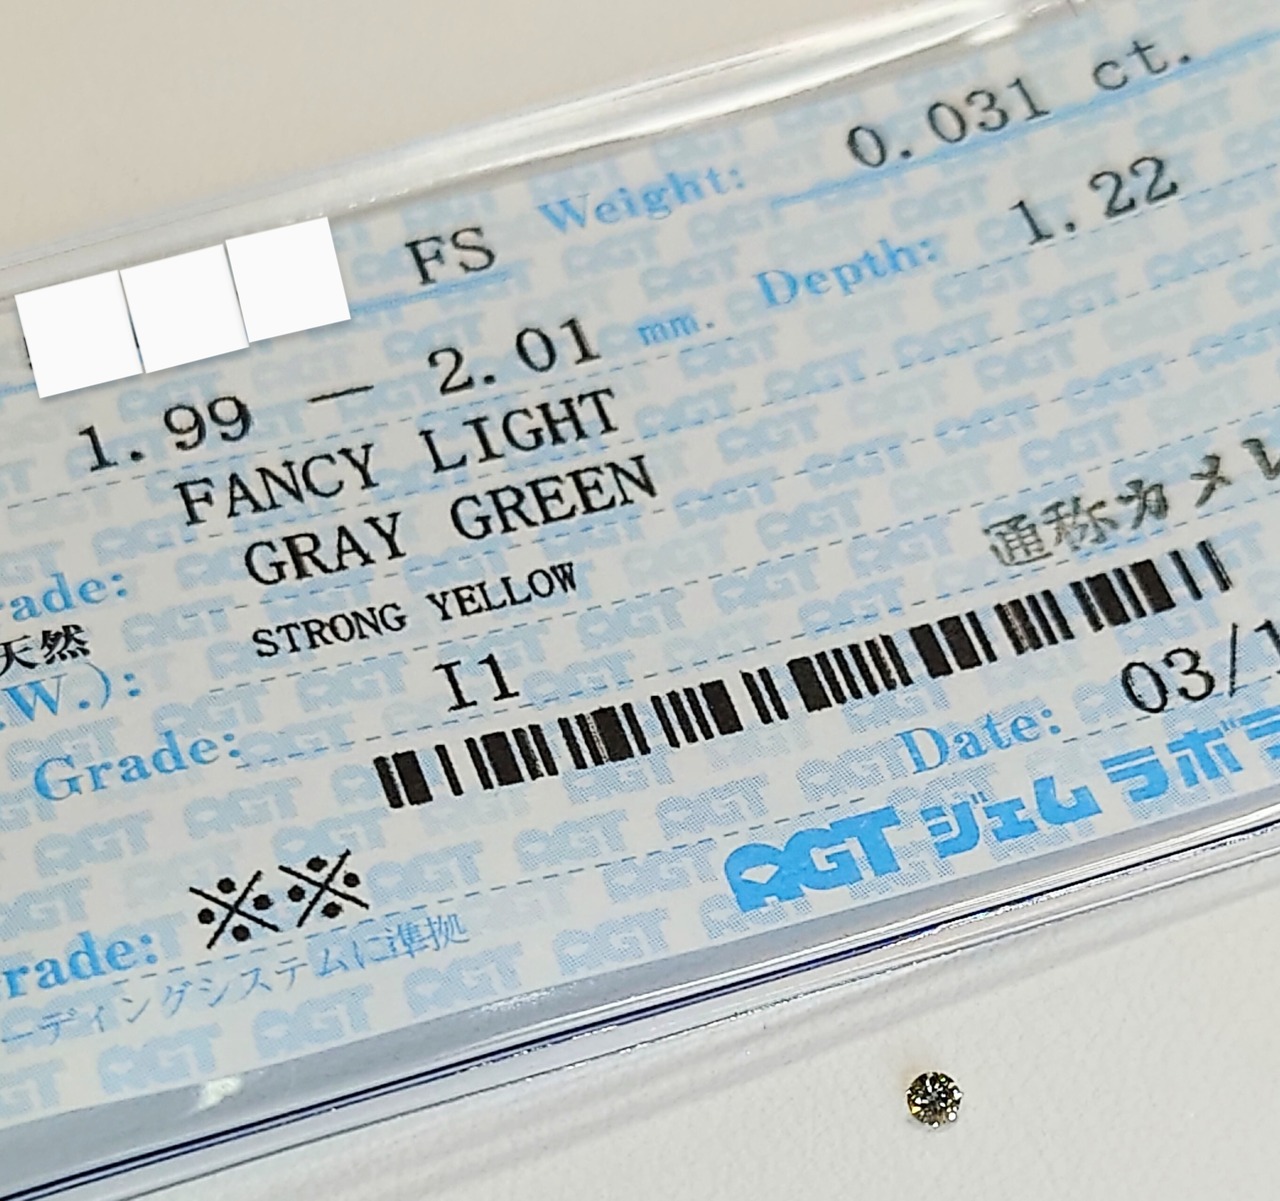 FS Weight: 0.031 ct.
1.99 — 2.01 mm. Depth: 1.22
FANCY LIGHT
rade: GRAY GREEN
天然 STRONG YELLOW 通称カメレ
.W.):
Grade: I1
Date: 03/1
AGT ジェム ラボラ
rade: ※※
ーディングシステムに準拠